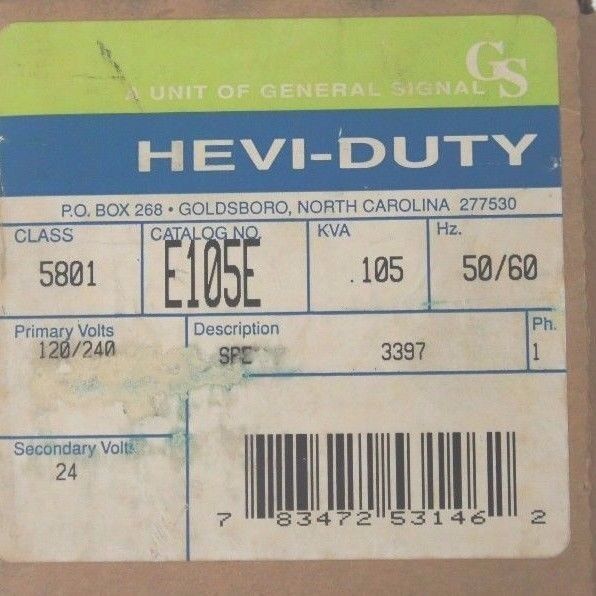 GS
A UNIT OF GENERAL SIGNAL
HEVI-DUTY
P.O. BOX 268 • GOLDSBORO, NORTH CAROLINA 277530
CLASS
5801
CATALOG NO.
E105E
KVA
.105
Hz.
50/60
Primary Volts
120/240
Description
3397
Ph.
1
Secondary Volts
24
7 83472 53146 2